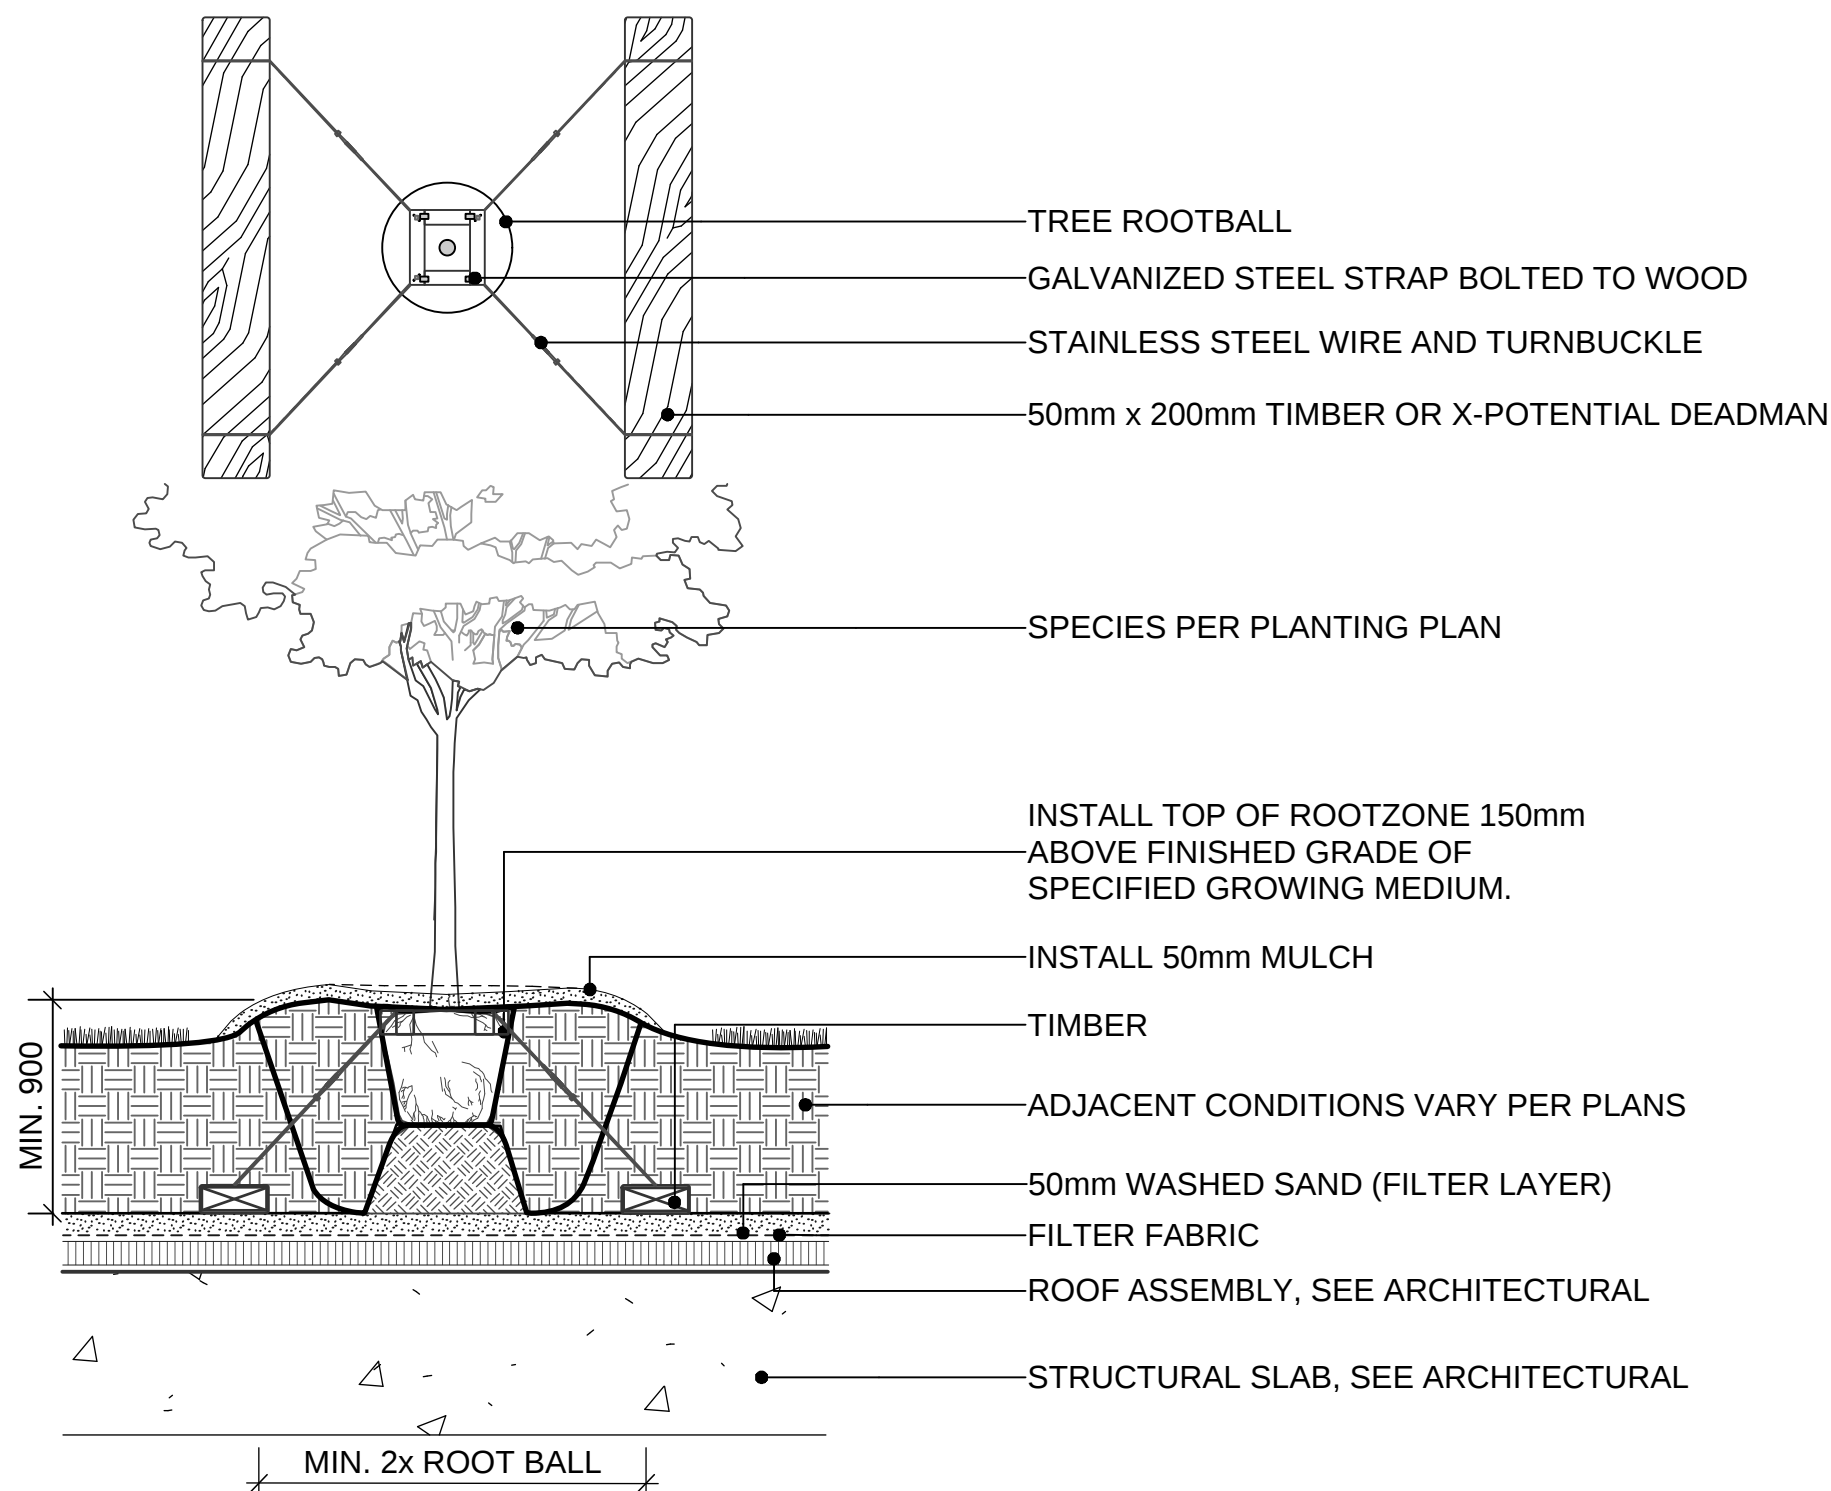 TREE ROOTBALL
GALVANIZED STEEL STRAP BOLTED TO WOOD
STAINLESS STEEL WIRE AND TURNBUCKLE
50mm x 200mm TIMBER OR X-POTENTIAL DEADMAN
SPECIES PER PLANTING PLAN
INSTALL TOP OF ROOTZONE 150mm
ABOVE FINISHED GRADE OF
SPECIFIED GROWING MEDIUM.
INSTALL 50mm MULCH
TIMBER
MIN. 900
ADJACENT CONDITIONS VARY PER PLANS
50mm WASHED SAND (FILTER LAYER)
FILTER FABRIC
ROOF ASSEMBLY, SEE ARCHITECTURAL
STRUCTURAL SLAB, SEE ARCHITECTURAL
MIN. 2x ROOT BALL